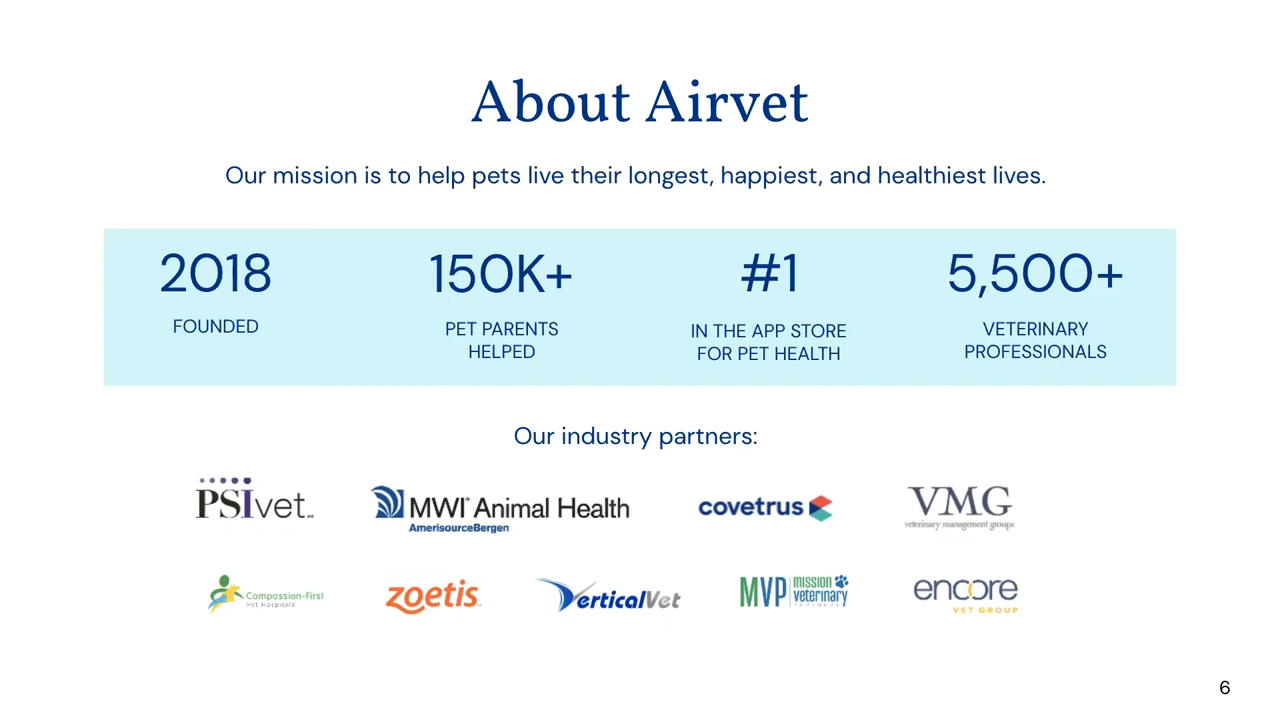 About Airvet
Our mission is to help pets live their longest, happiest, and healthiest lives.
2018
FOUNDED
150K+
PET PARENTS
HELPED
#1
IN THE APP STORE
FOR PET HEALTH
5,500+
VETERINARY
PROFESSIONALS
Our industry partners:
PSIvet
MWI Animal Health
AmerisourceBergen
covetrus
VMG
veterinary management groups
Compassion-First
Pet Hospitals
zoetis
VerticalVet
MVP
mission
veterinary
PARTNERS
encore
VET GROUP
6